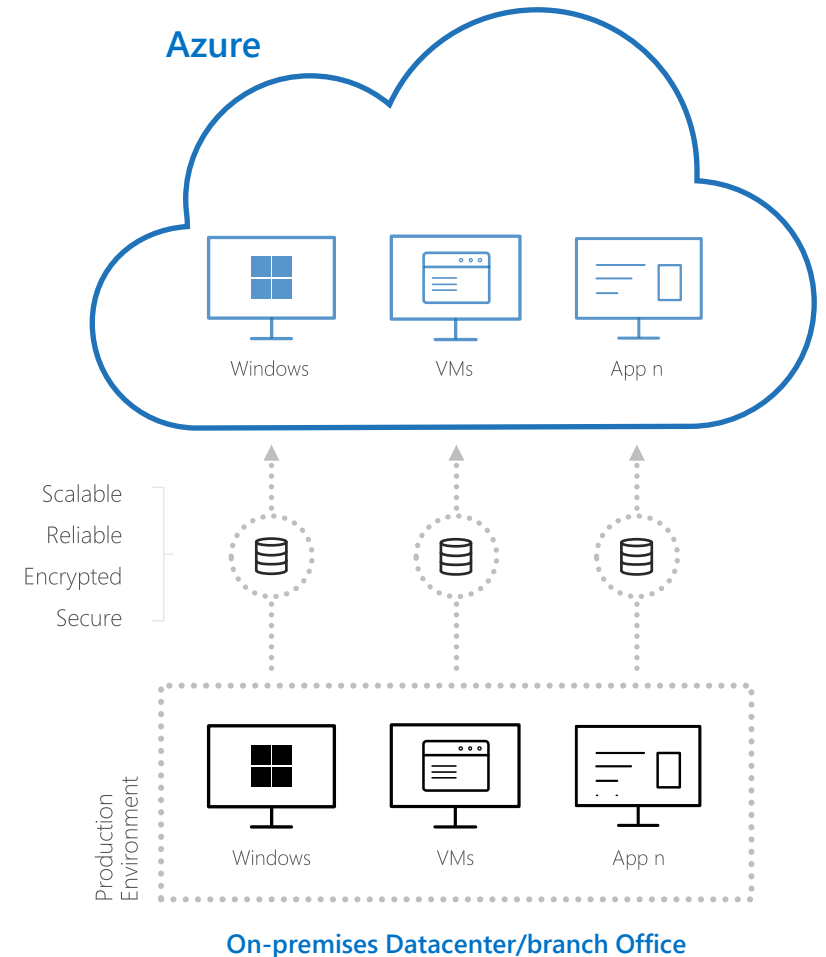 Azure
Windows
VMs
App n
Scalable
Reliable
Encrypted
Secure
Production
Environment
Windows
VMs
App n
On-premises Datacenter/branch Office